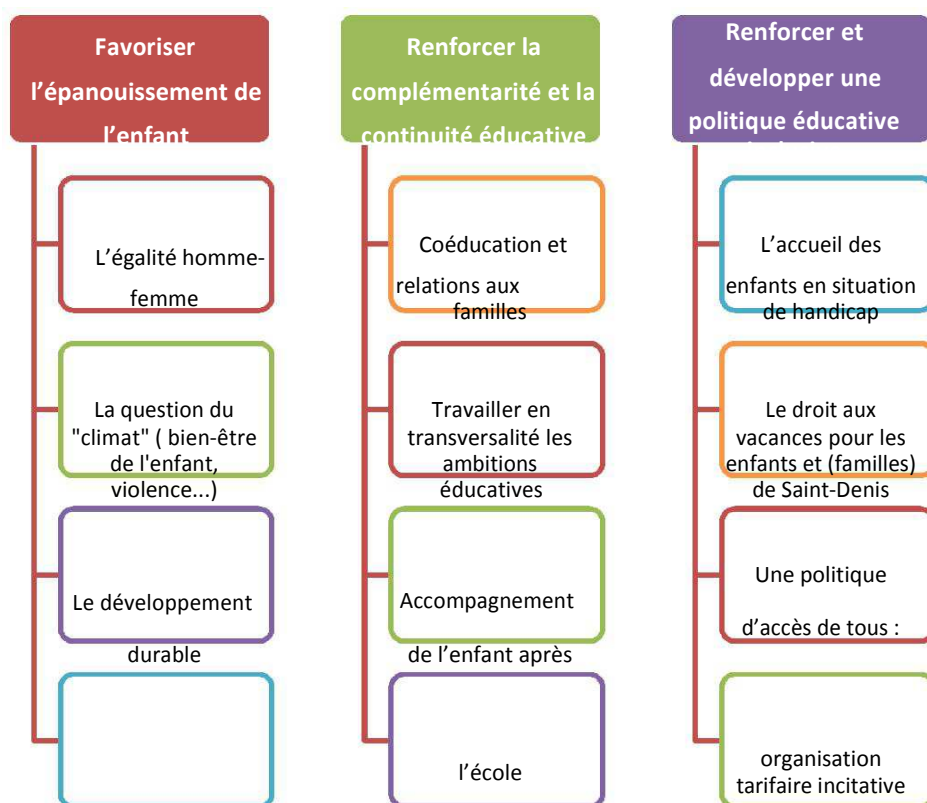 Favoriser
l'épanouissement de
l'enfant
L'égalité homme-
femme
La question du
"climat" ( bien-être
de l'enfant,
violence...)
Le développement
durable
Renforcer la
complémentarité et la
continuité éducative
Coéducation et
relations aux
familles
Travailler en
transversalité les
ambitions
éducatives
Accompagnement
de l'enfant après
l'école
Renforcer et
développer une
politique éducative
L'accueil des
enfants en situation
de handicap
Le droit aux
vacances pour les
enfants et (familles)
de Saint-Denis
Une politique
d'accès de tous :
organisation
tarifaire incitative